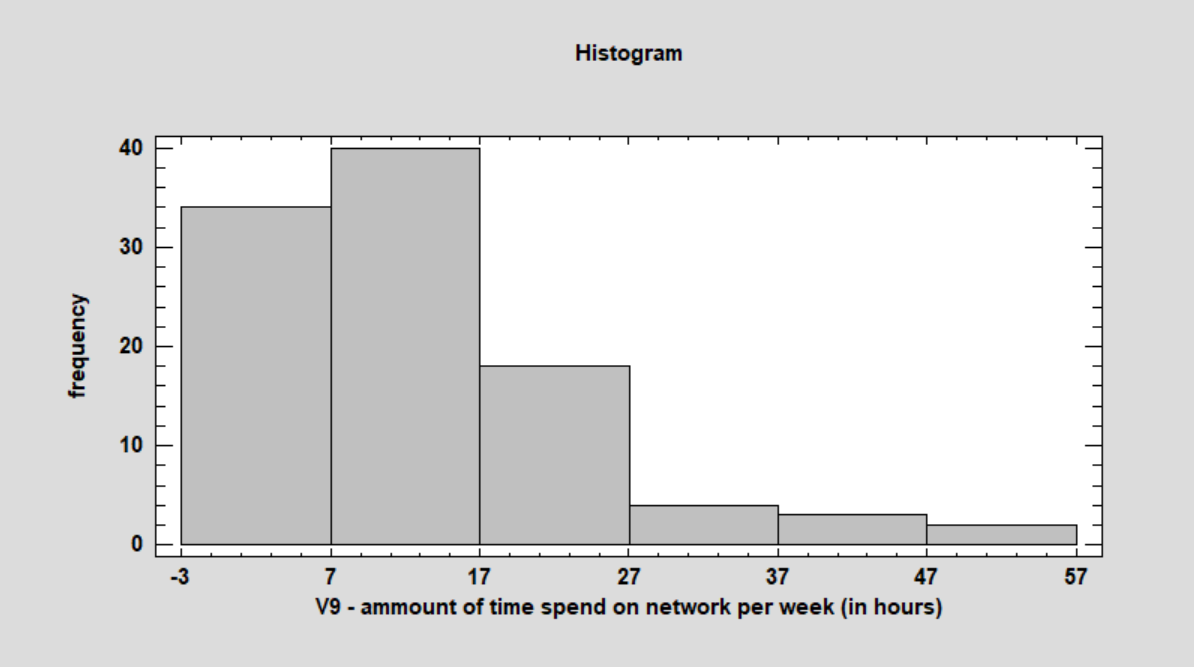 Histogram
40
30
20
10
0
frequency
-3 7 17 27 37 47 57
V9 - ammount of time spend on network per week (in hours)